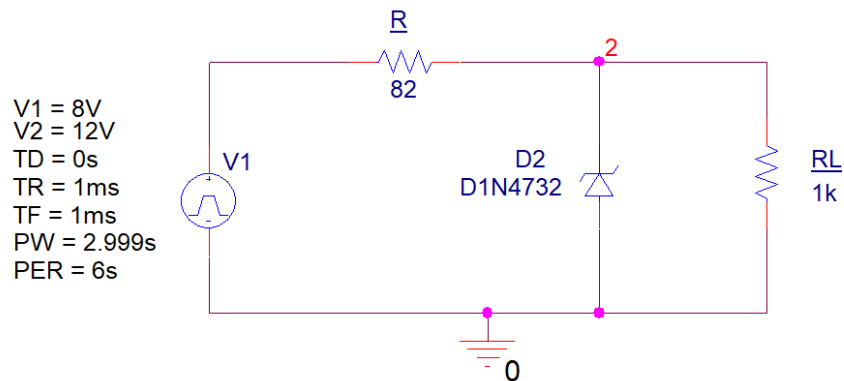 R
82
2
V1 = 8V
V2 = 12V
TD = 0s
TR = 1ms
TF = 1ms
PW = 2.999s
PER = 6s
V1
+
-
D2
D1N4732
RL
1k
0